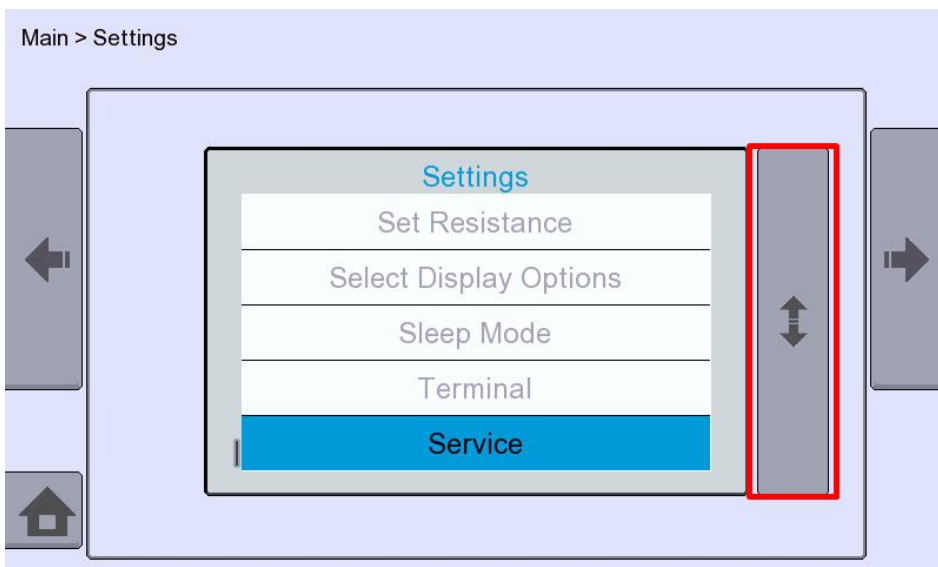 Main > Settings
Settings
Set Resistance
Select Display Options
Sleep Mode
Terminal
Service